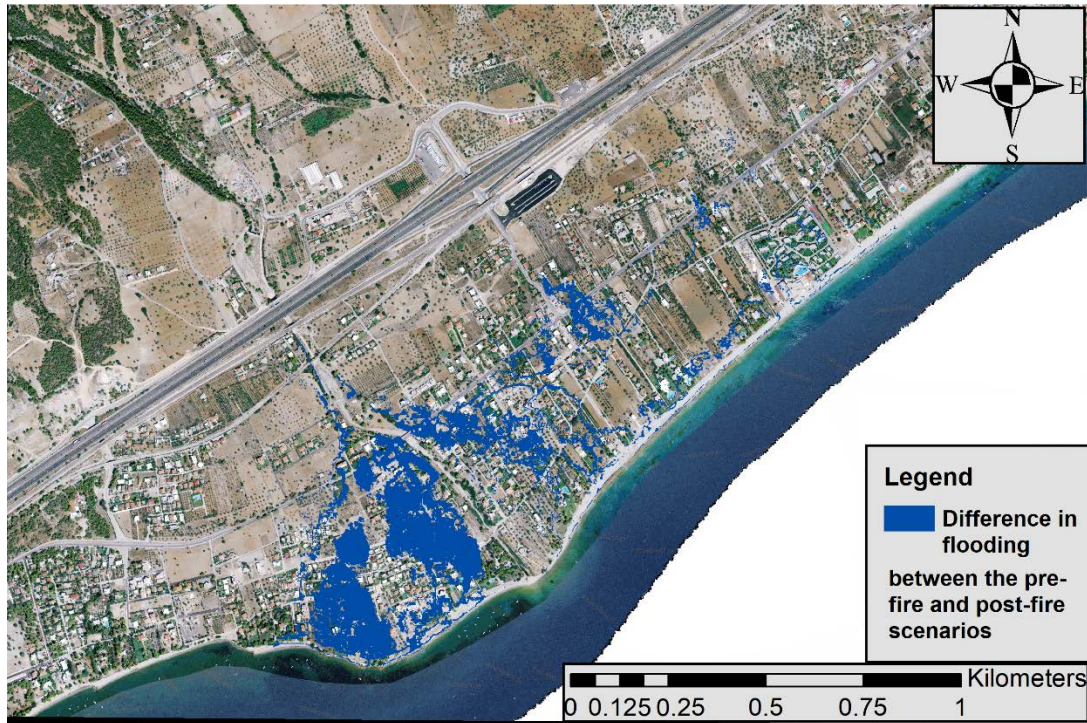 N
W E
S
Legend
Difference in
flooding
between the pre-
fire and post-fire
scenarios
Kilometers
0 0.125 0.25 0.5 0.75 1